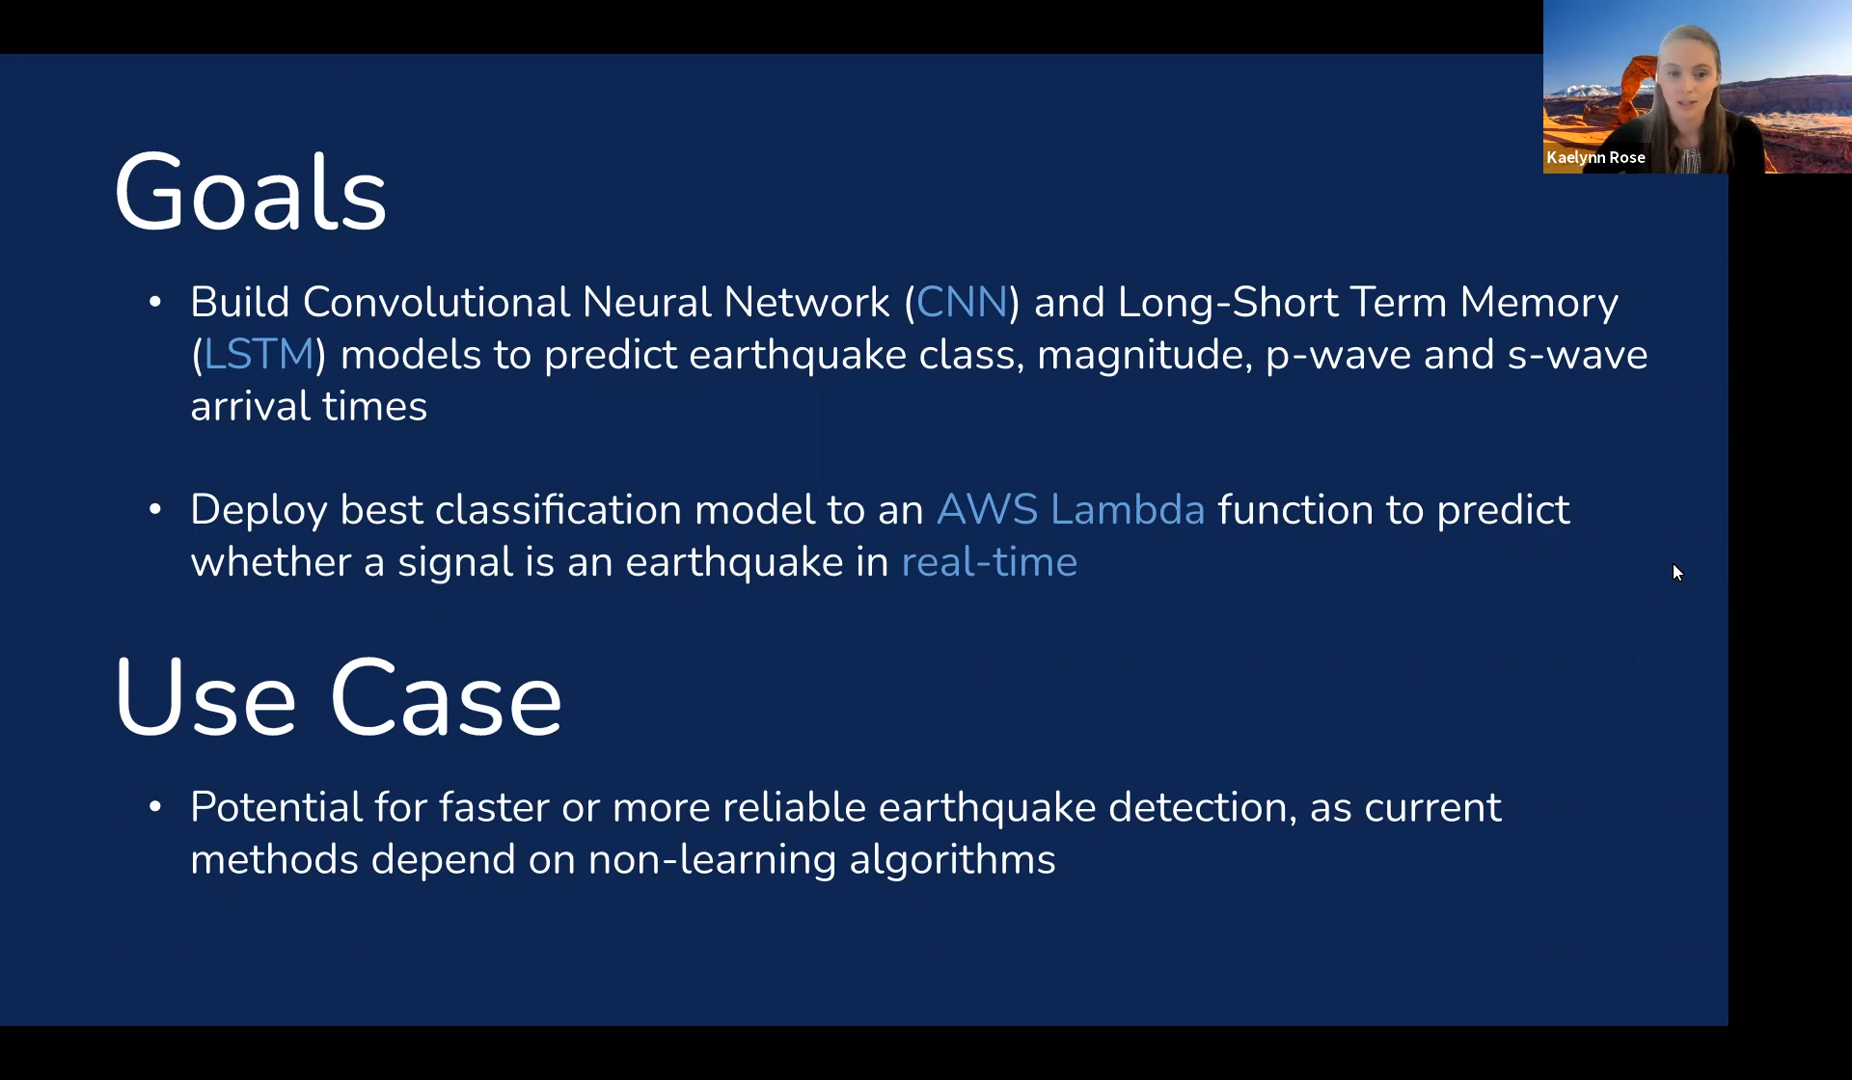 Kaelynn Rose
Goals
• Build Convolutional Neural Network (CNN) and Long-Short Term Memory
(LSTM) models to predict earthquake class, magnitude, p-wave and s-wave
arrival times
• Deploy best classification model to an AWS Lambda function to predict
whether a signal is an earthquake in real-time
Use Case
• Potential for faster or more reliable earthquake detection, as current
methods depend on non-learning algorithms